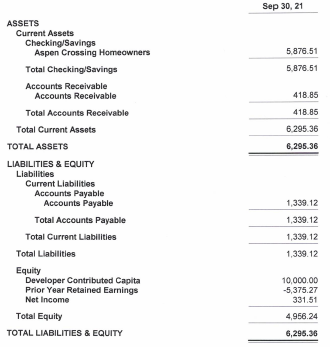 Sep 30, 21
ASSETS
Current Assets
Checking/Savings
Aspen Crossing Homeowners 5,876.51
Total Checking/Savings 5,876.51
Accounts Receivable
Accounts Receivable 418.85
Total Accounts Receivable 418.85
Total Current Assets 6,295.36
TOTAL ASSETS 6,295.36
LIABILITIES & EQUITY
Liabilities
Current Liabilities
Accounts Payable
Accounts Payable 1,339.12
Total Accounts Payable 1,339.12
Total Current Liabilities 1,339.12
Total Liabilities 1,339.12
Equity
Developer Contributed Capita 10,000.00
Prior Year Retained Earnings -5,375.27
Net Income 331.51
Total Equity 4,956.24
TOTAL LIABILITIES & EQUITY 6,295.36